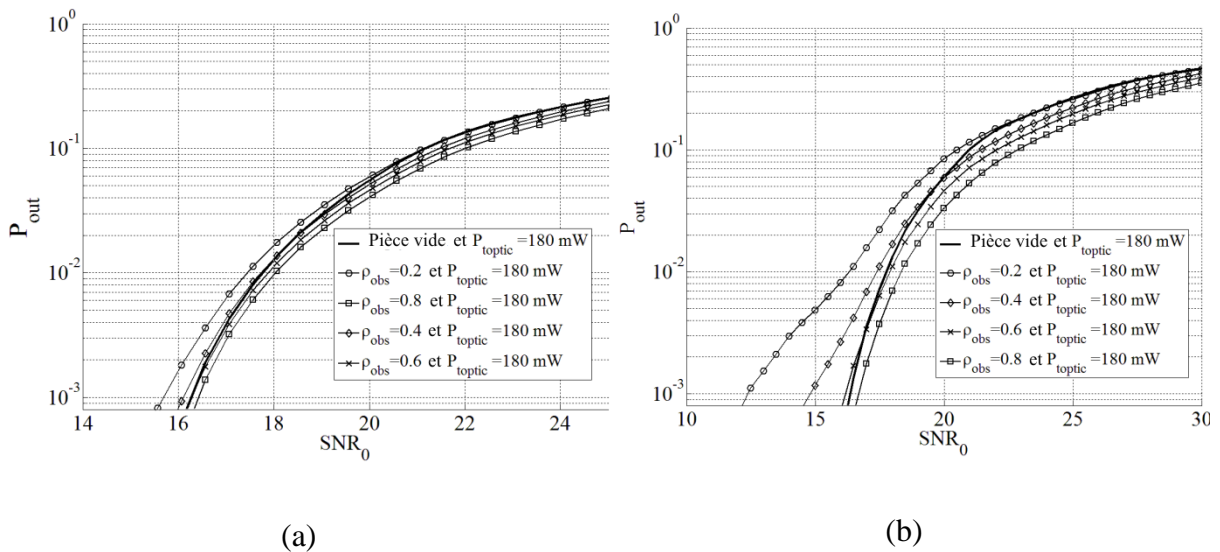 10^0
10^-1
10^-2
10^-3
P_out
14 16 18 20 22 24
SNR_0
Pièce vide et P_toptic =180 mW
ρ_obs=0.2 et P_toptic=180 mW
ρ_obs=0.8 et P_toptic=180 mW
ρ_obs=0.4 et P_toptic=180 mW
ρ_obs=0.6 et P_toptic=180 mW
(a)
10^0
10^-1
10^-2
10^-3
P_out
10 15 20 25 30
SNR_0
Pièce vide et P_toptic=180 mW
ρ_obs=0.2 et P_toptic=180 mW
ρ_obs=0.4 et P_toptic=180 mW
ρ_obs=0.6 et P_toptic=180 mW
ρ_obs=0.8 et P_toptic=180 mW
(b)